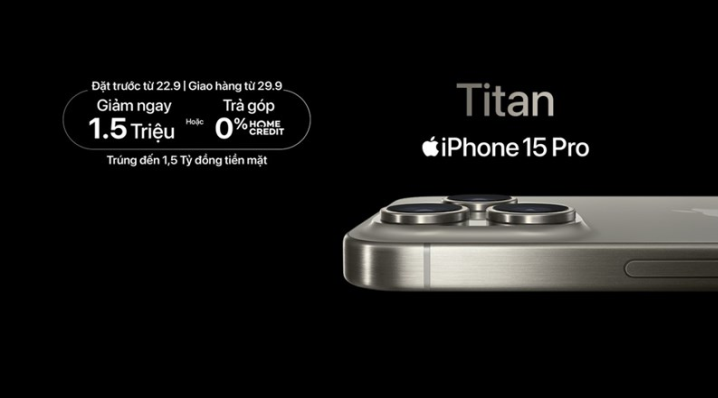 Đặt trước từ 22.9 | Giao hàng từ 29.9
Giảm ngay
1.5 Triệu
Hoặc
Trả góp
0% HOME CREDIT
Trúng đến 1,5 Tỷ đồng tiền mặt
Titan
iPhone 15 Pro